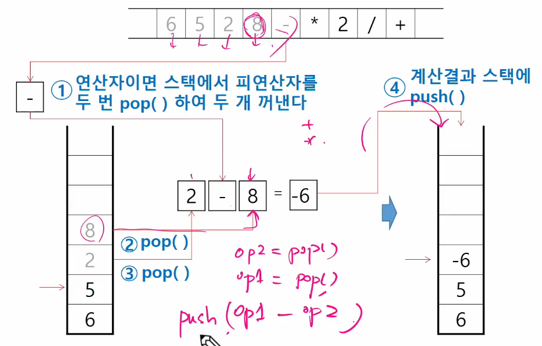 6 5 2 8 - * 2 / +
① 연산자이면 스택에서 피연산자를
두 번 pop( ) 하여 두 개 꺼낸다
④ 계산결과 스택에
push( )
-
+
*
2 - 8 = -6
8
② pop( )
2
③ pop( )
5
6
op2 = pop( )
op1 = pop( )
push (op1 - op2)
-6
5
6